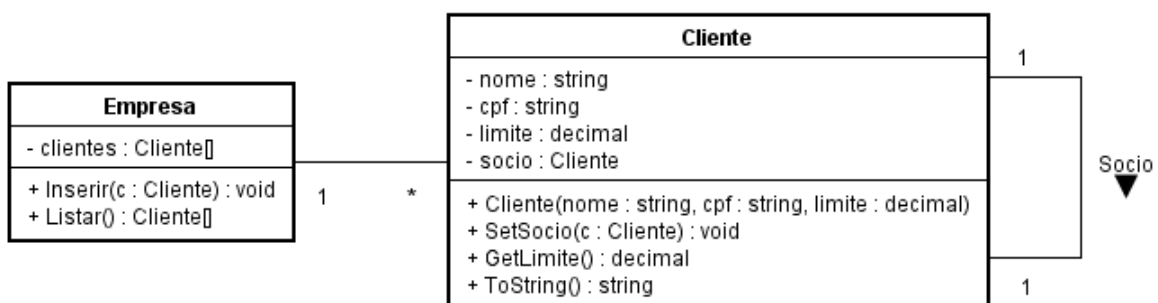 Empresa
- clientes : Cliente[]
+ Inserir(c : Cliente) : void
+ Listar() : Cliente[]
1
*
Cliente
- nome : string
- cpf : string
- limite : decimal
- socio : Cliente
+ Cliente(nome : string, cpf : string, limite : decimal)
+ SetSocio(c : Cliente) : void
+ GetLimite() : decimal
+ ToString() : string
1
Socio
1